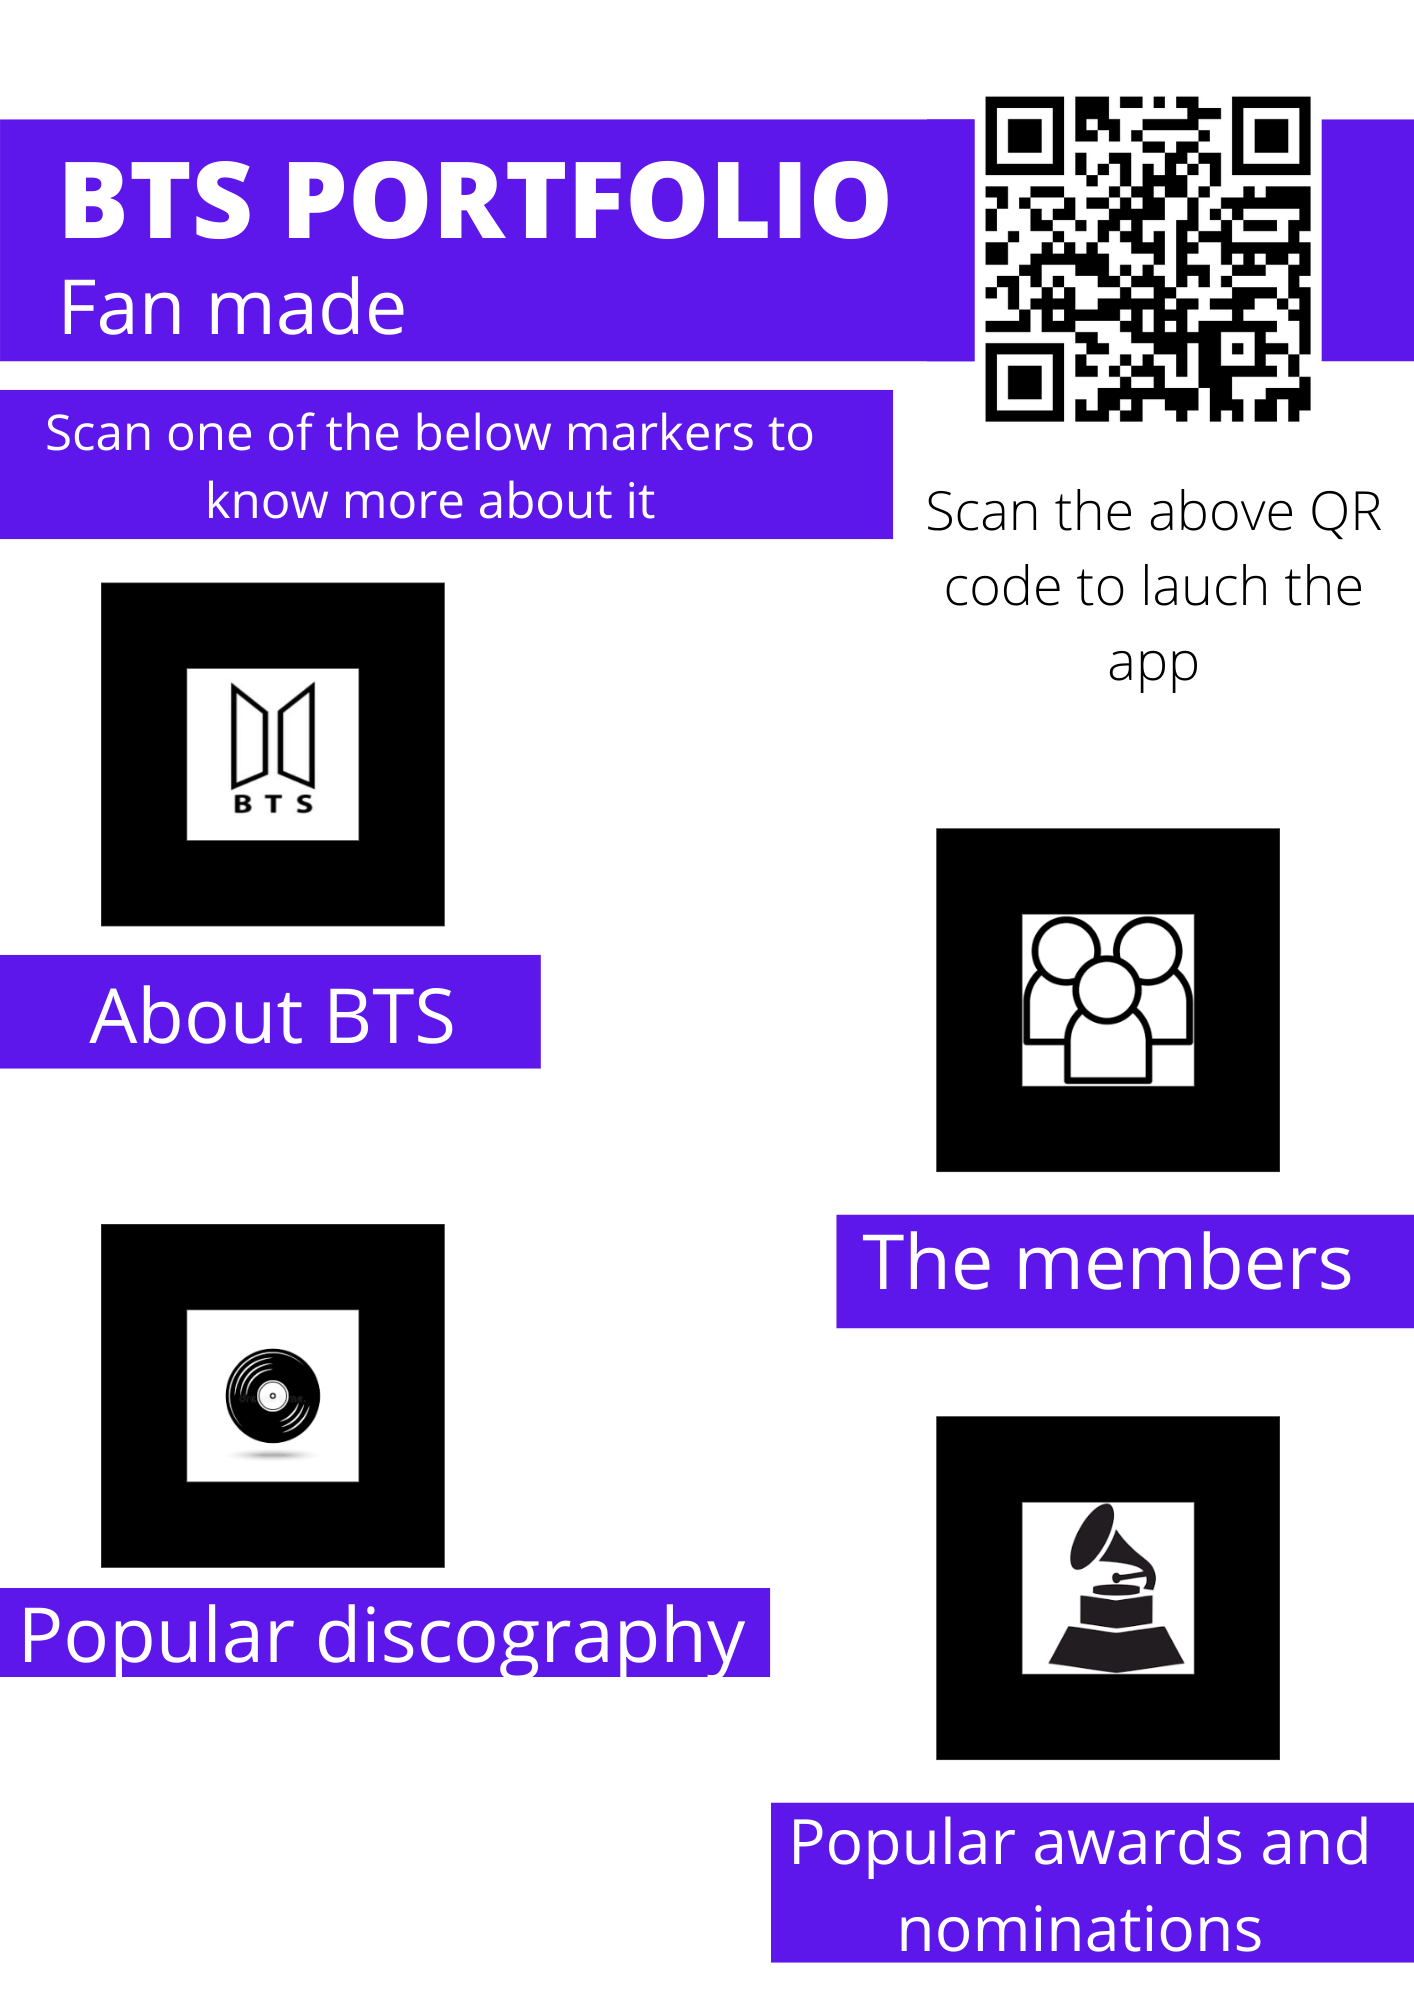 BTS PORTFOLIO
Fan made
Scan one of the below markers to
know more about it
Scan the above QR
code to lauch the
app
B T S
About BTS
The members
Popular discography
Popular awards and
nominations